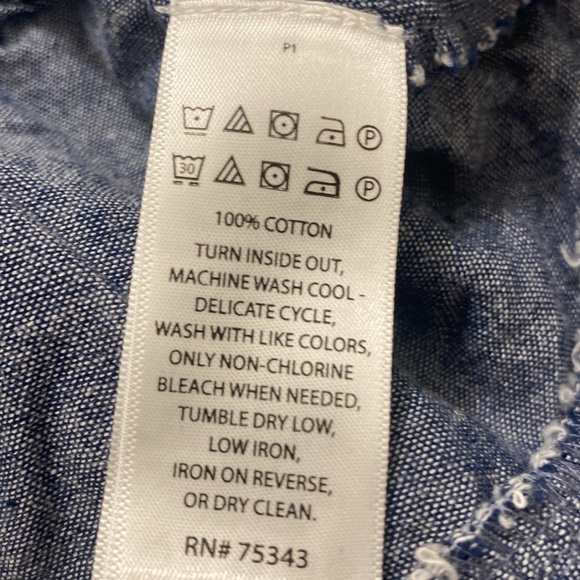 P1
P
30 P
100% COTTON
TURN INSIDE OUT,
MACHINE WASH COOL -
DELICATE CYCLE,
WASH WITH LIKE COLORS,
ONLY NON-CHLORINE
BLEACH WHEN NEEDED,
TUMBLE DRY LOW,
LOW IRON,
IRON ON REVERSE,
OR DRY CLEAN.
RN# 75343